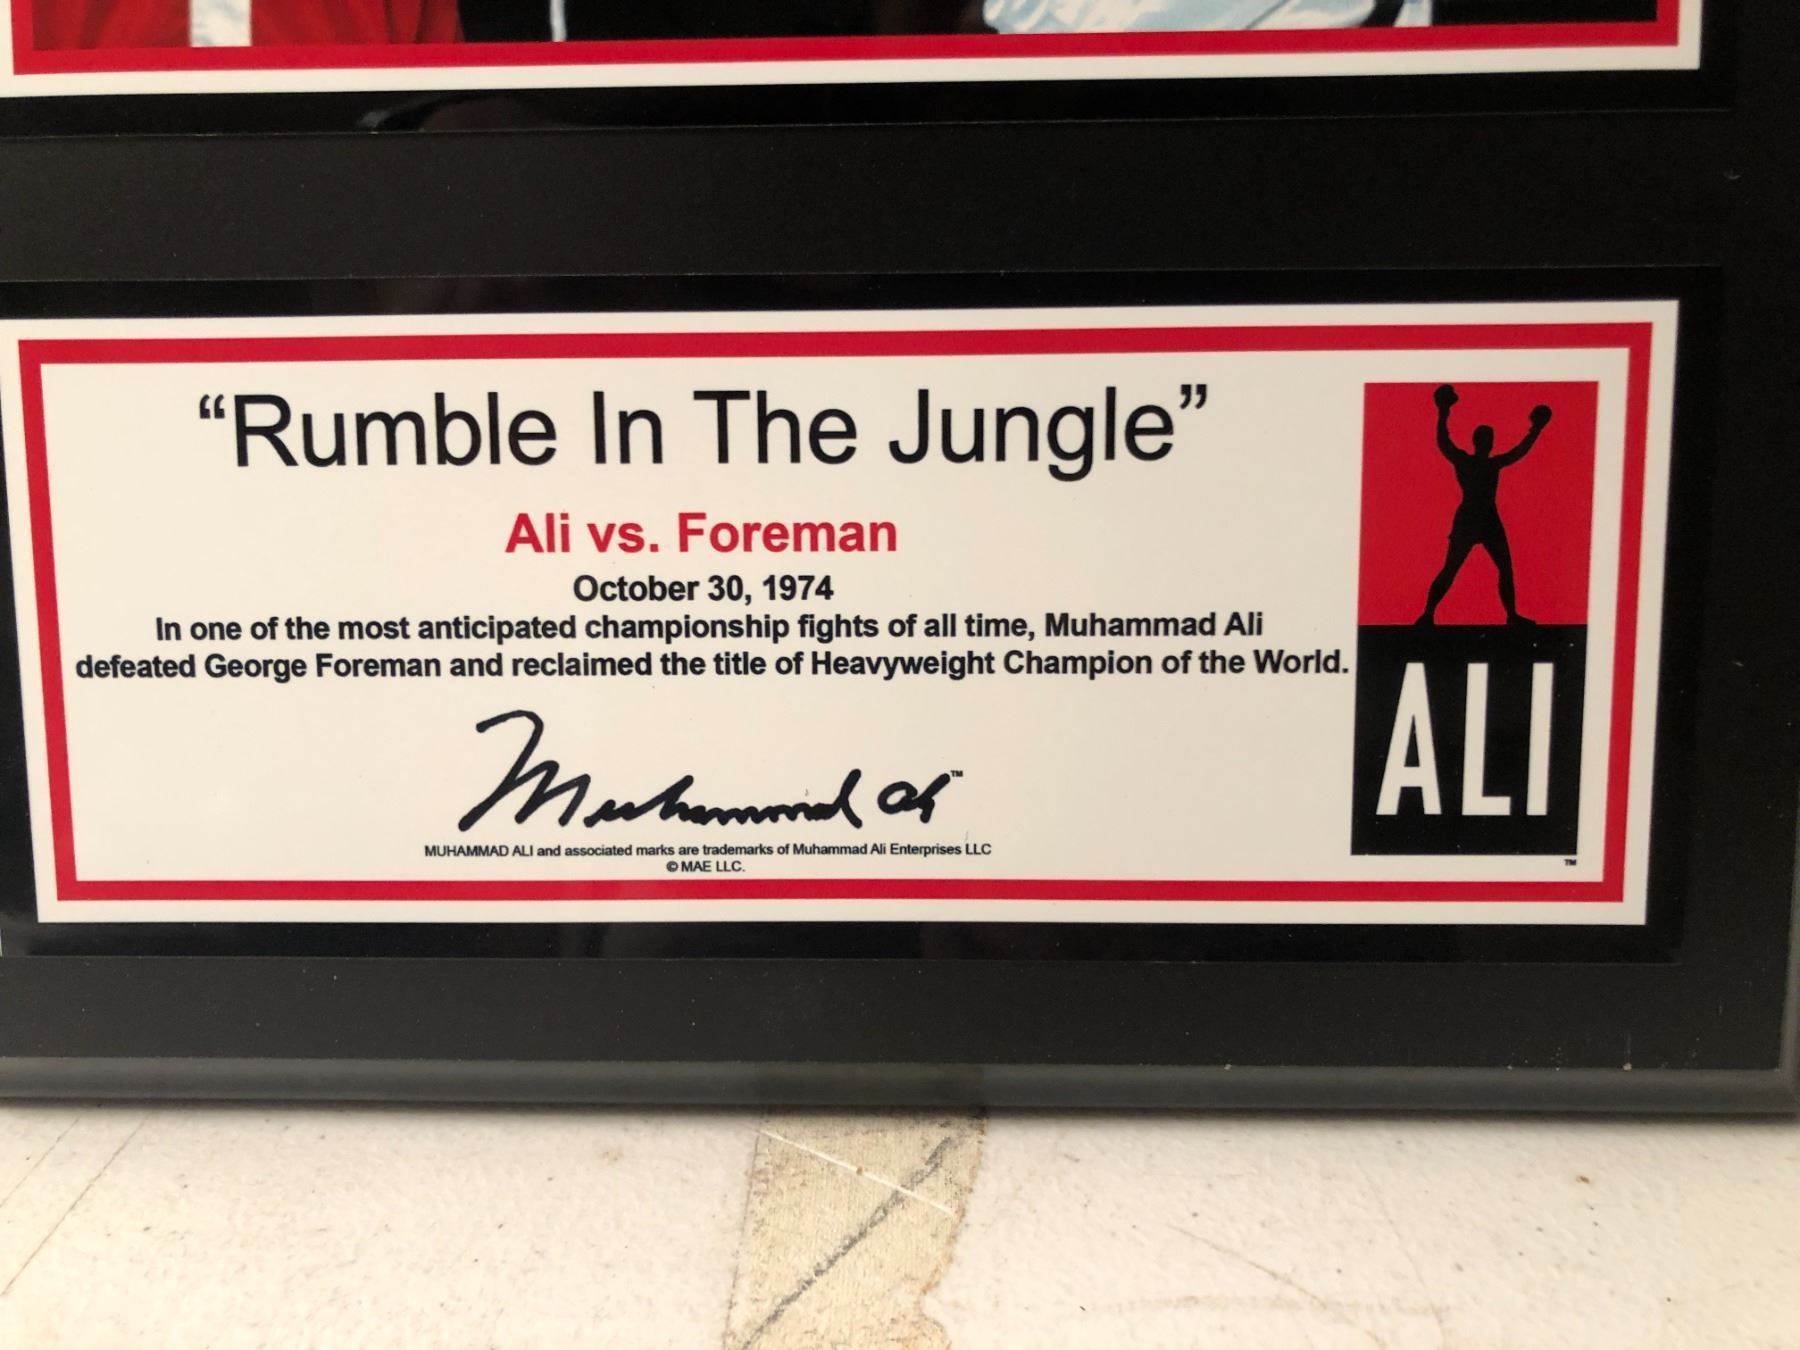 “Rumble In The Jungle”
Ali vs. Foreman
October 30, 1974
In one of the most anticipated championship fights of all time, Muhammad Ali
defeated George Foreman and reclaimed the title of Heavyweight Champion of the World.
Muhammad Ali™
MUHAMMAD ALI and associated marks are trademarks of Muhammad Ali Enterprises LLC
© MAE LLC.
ALI
™